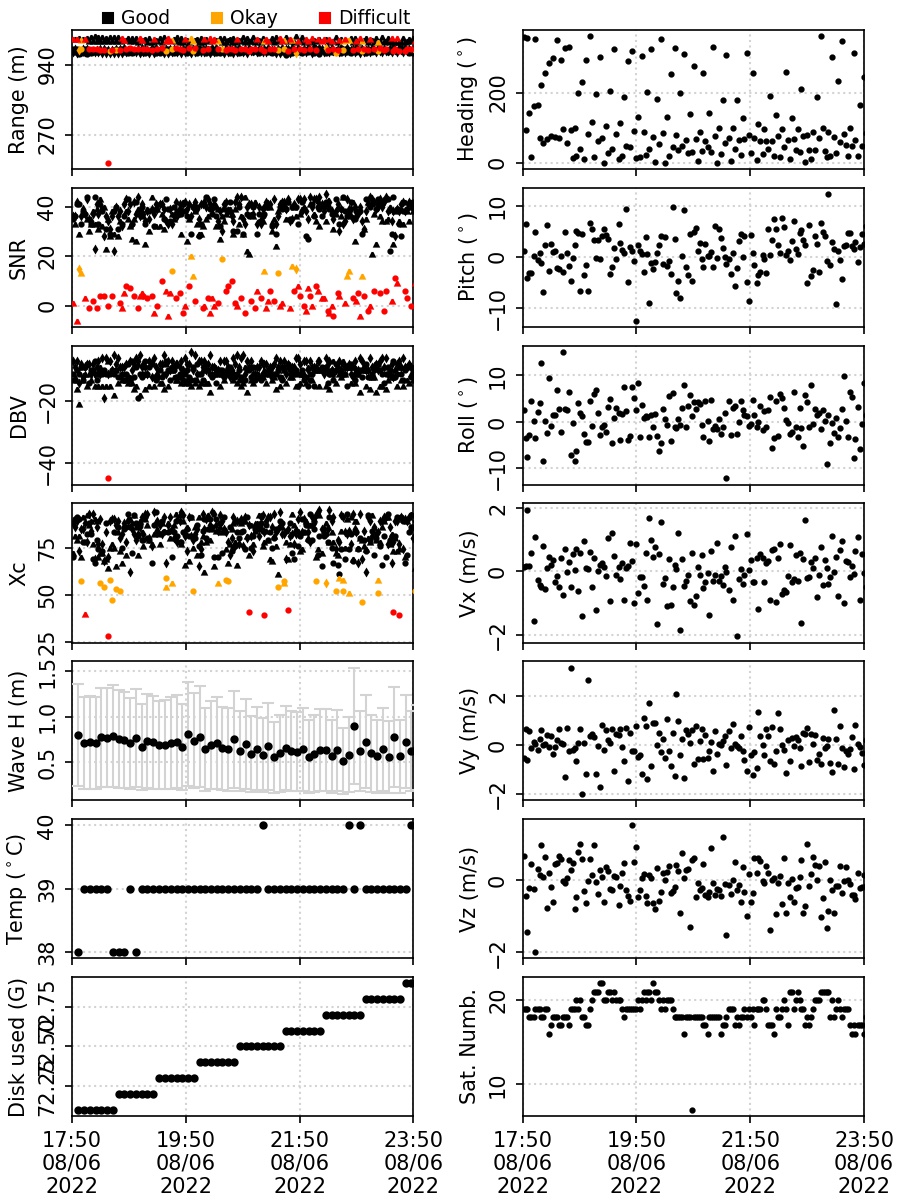 Good Okay Difficult
Range (m)
940
270
Heading (°)
200
0
SNR
40
20
0
Pitch (°)
10
0
−10
DBV
−20
−40
Roll (°)
10
0
−10
Xc
75
50
25
Vx (m/s)
2
0
−2
Wave H (m)
1.5
1.0
0.5
Vy (m/s)
2
0
−2
Temp (°C)
40
39
38
Vz (m/s)
0
−2
Disk used (G)
72.75
72.50
72.25
Sat. Numb.
20
10
17:50 19:50 21:50 23:50
08/06 08/06 08/06 08/06
2022 2022 2022 2022
17:50 19:50 21:50 23:50
08/06 08/06 08/06 08/06
2022 2022 2022 2022